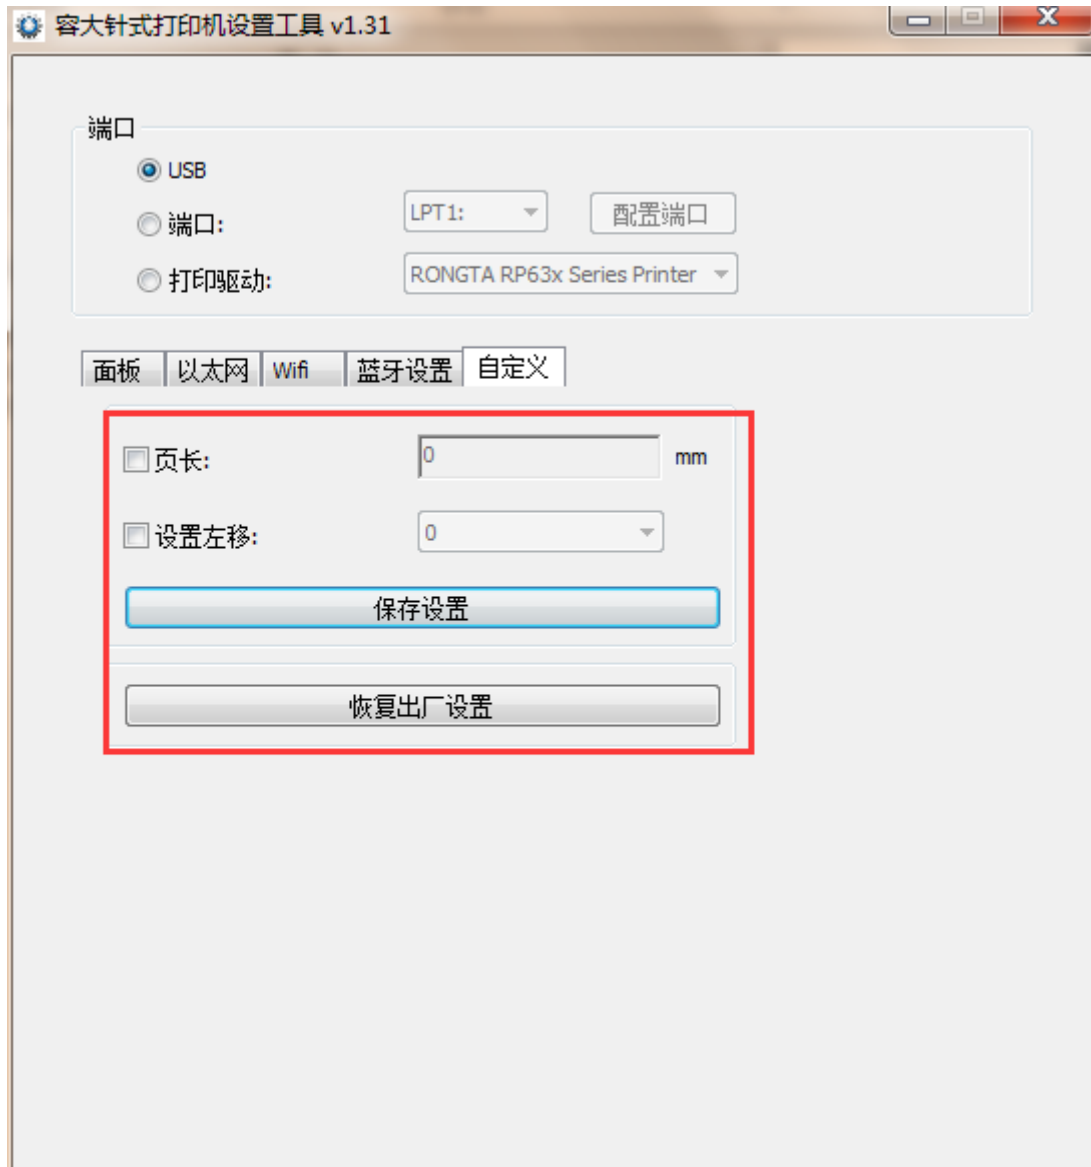 容大针式打印机设置工具 v1.31
端口
USB
端口: LPT1: 配置端口
打印驱动: RONGTA RP63x Series Printer
面板 以太网 Wifi 蓝牙设置 自定义
页长: 0 mm
设置左移: 0
保存设置
恢复出厂设置